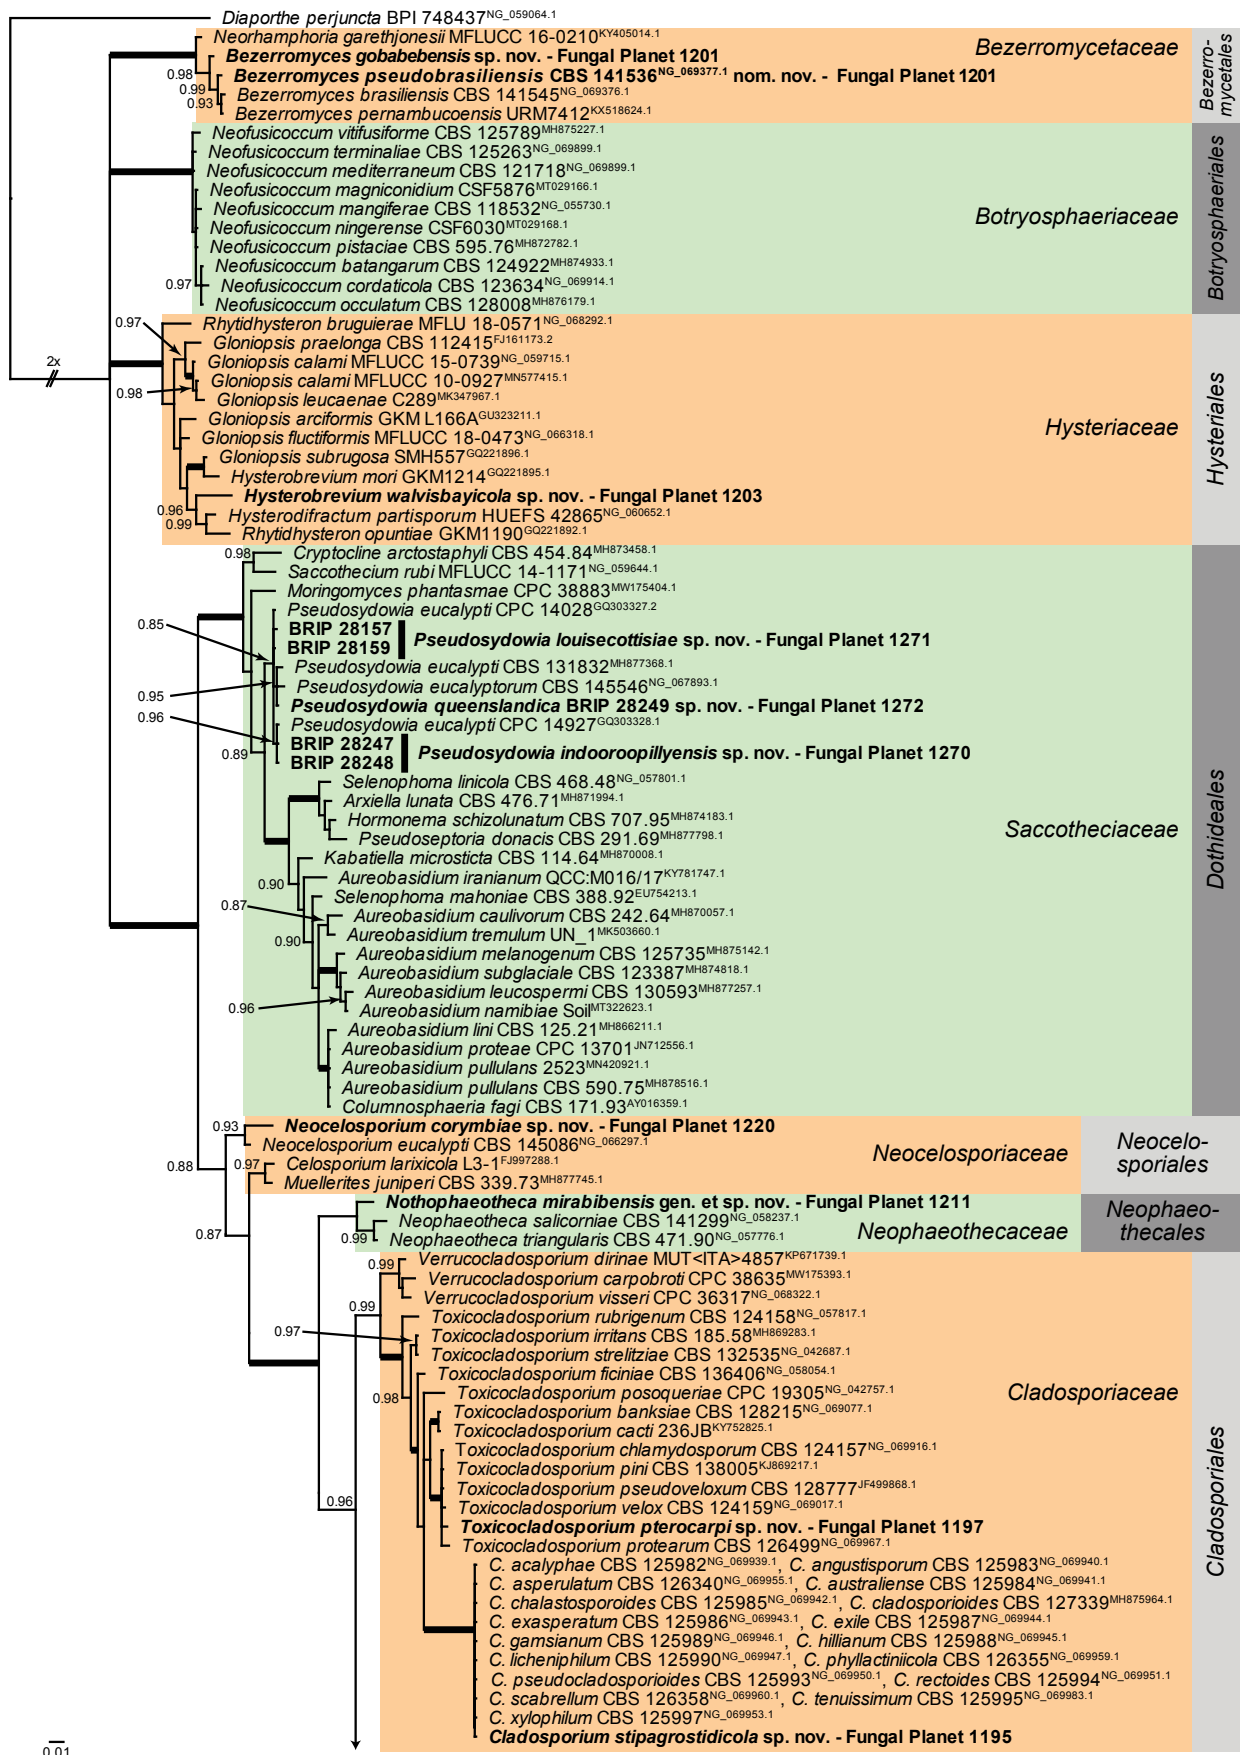 Diaporthe perjuncta BPI 748437NG_059064.1
Neorhamphoria garethjonesii MFLUCC 16-0210KY405014.1
Bezerromycetaceae
Bezerromyces gobabebensis sp. nov. - Fungal Planet 1201
0.98
Bezerromyces pseudobrasiliensis CBS 141536NG_069377.1 nom. nov. - Fungal Planet 1201
0.99
Bezerromyces brasiliensis CBS 141545NG_069376.1
0.93
Bezerromyces pernambucoensis URM7412KX518624.1
Bezerro-
mycetales
Neofusicoccum vitifusiforme CBS 125789MH875227.1
Neofusicoccum terminaliae CBS 125263NG_069899.1
Neofusicoccum mediterraneum CBS 121718NG_069899.1
Neofusicoccum magniconidium CSF5876MT029166.1
Neofusicoccum mangiferae CBS 118532NG_055730.1
Botryosphaeriaceae
Neofusicoccum ningerense CSF6030MT029168.1
Neofusicoccum pistaciae CBS 595.76MH872782.1
Neofusicoccum batangarum CBS 124922MH874933.1
0.97
Neofusicoccum cordaticola CBS 123634NG_069914.1
Neofusicoccum occulatum CBS 128008MH876179.1
Botryosphaeriales
0.97
Rhytidhysteron bruguierae MFLU 18-0571NG_068292.1
Gloniopsis praelonga CBS 112415FJ161173.2
2x
Gloniopsis calami MFLUCC 15-0739NG_059715.1
Gloniopsis calami MFLUCC 10-0927MN577415.1
0.98
Gloniopsis leucaenae C289MK347967.1
Gloniopsis arciformis GKM L166AGU323211.1
Hysteriaceae
Gloniopsis fluctiformis MFLUCC 18-0473NG_066318.1
Gloniopsis subrugosa SMH557GQ221896.1
Hysterobrevium mori GKM1214GQ221895.1
Hysterobrevium walvisbayicola sp. nov. - Fungal Planet 1203
0.96
Hysterodifractum partisporum HUEFS 42865NG_060652.1
0.99
Rhytidhysteron opuntiae GKM1190GQ221892.1
Hysteriales
0.98
Cryptocline arctostaphyli CBS 454.84MH873458.1
Saccothecium rubi MFLUCC 14-1171NG_059644.1
Moringomyces phantasmae CPC 38883MW175404.1
Pseudosydowia eucalypti CPC 14028GQ303327.2
0.85
BRIP 28157
BRIP 28159
Pseudosydowia louisecottisiae sp. nov. - Fungal Planet 1271
Pseudosydowia eucalypti CBS 131832MH877368.1
0.95
Pseudosydowia eucalyptorum CBS 145546NG_067893.1
Pseudosydowia queenslandica BRIP 28249 sp. nov. - Fungal Planet 1272
0.96
Pseudosydowia eucalypti CPC 14927GQ303328.1
BRIP 28247
BRIP 28248
Pseudosydowia indooroopillyensis sp. nov. - Fungal Planet 1270
0.89
Selenophoma linicola CBS 468.48NG_057801.1
Arxiella lunata CBS 476.71MH871994.1
Hormonema schizolunatum CBS 707.95MH874183.1
Saccotheciaceae
Pseudoseptoria donacis CBS 291.69MH877798.1
Kabatiella microsticta CBS 114.64MH870008.1
0.90
Aureobasidium iranianum QCC:M016/17KY781747.1
Selenophoma mahoniae CBS 388.92EU754213.1
0.87
Aureobasidium caulivorum CBS 242.64MH870057.1
0.90
Aureobasidium tremulum UN_1MK503660.1
Aureobasidium melanogenum CBS 125735MH875142.1
Aureobasidium subglaciale CBS 123387MH874818.1
Aureobasidium leucospermi CBS 130593MH877257.1
0.96
Aureobasidium namibiae SoilMT322623.1
Aureobasidium lini CBS 125.21MH866211.1
Aureobasidium proteae CPC 13701JN712556.1
Aureobasidium pullulans 2523MN420921.1
Aureobasidium pullulans CBS 590.75MH878516.1
Columnosphaeria fagi CBS 171.93AY016359.1
Dothideales
0.93
Neocelosporium corymbiae sp. nov. - Fungal Planet 1220
Neocelosporium eucalypti CBS 145086NG_066297.1
Neocelosporiaceae
0.88
0.97
Celosporium larixicola L3-1FJ997288.1
Muellerites juniperi CBS 339.73MH877745.1
Neocelo-
sporiales
Nothophaeotheca mirabibensis gen. et sp. nov. - Fungal Planet 1211
Neophaeotheca salicorniae CBS 141299NG_058237.1
0.87
0.99
Neophaeotheca triangularis CBS 471.90NG_057776.1
Neophaeothecaceae
Neophaeo-
thecales
Verrucocladosporium dirinae MUT<ITA>4857KP671739.1
0.99
Verrucocladosporium carpobroti CPC 38635MW175393.1
Verrucocladosporium visseri CPC 36317NG_068322.1
0.99
Toxicocladosporium rubrigenum CBS 124158NG_057817.1
0.97
Toxicocladosporium irritans CBS 185.58MH869283.1
Toxicocladosporium strelitziae CBS 132535NG_042687.1
Toxicocladosporium ficiniae CBS 136406NG_058054.1
0.98
Toxicocladosporium posoqueriae CPC 19305NG_042757.1
Cladosporiaceae
Toxicocladosporium banksiae CBS 128215NG_069077.1
Toxicocladosporium cacti 236JBKY752825.1
Toxicocladosporium chlamydosporum CBS 124157NG_069916.1
Toxicocladosporium pini CBS 138005KJ869217.1
Toxicocladosporium pseudoveloxum CBS 128777JF499868.1
0.96
Toxicocladosporium velox CBS 124159NG_069017.1
Toxicocladosporium pterocarpi sp. nov. - Fungal Planet 1197
Toxicocladosporium protearum CBS 126499NG_069967.1
C. acalyphae CBS 125982NG_069939.1, C. angustisporum CBS 125983NG_069940.1
C. asperulatum CBS 126340NG_069955.1, C. australiense CBS 125984NG_069941.1
C. chalastosporoides CBS 125985NG_069942.1, C. cladosporioides CBS 127339MH875964.1
C. exasperatum CBS 125986NG_069943.1, C. exile CBS 125987NG_069944.1
C. gamsianum CBS 125989NG_069946.1, C. hillianum CBS 125988NG_069945.1
C. licheniphilum CBS 125990NG_069947.1, C. phyllactiniicola CBS 126355NG_069959.1
C. pseudocladosporioides CBS 125993NG_069950.1, C. rectoides CBS 125994NG_069951.1
C. scabrellum CBS 126358NG_069960.1, C. tenuissimum CBS 125995NG_069983.1
C. xylophilum CBS 125997NG_069953.1
Cladosporium stipagrostidicola sp. nov. - Fungal Planet 1195
Cladosporiales
0.01